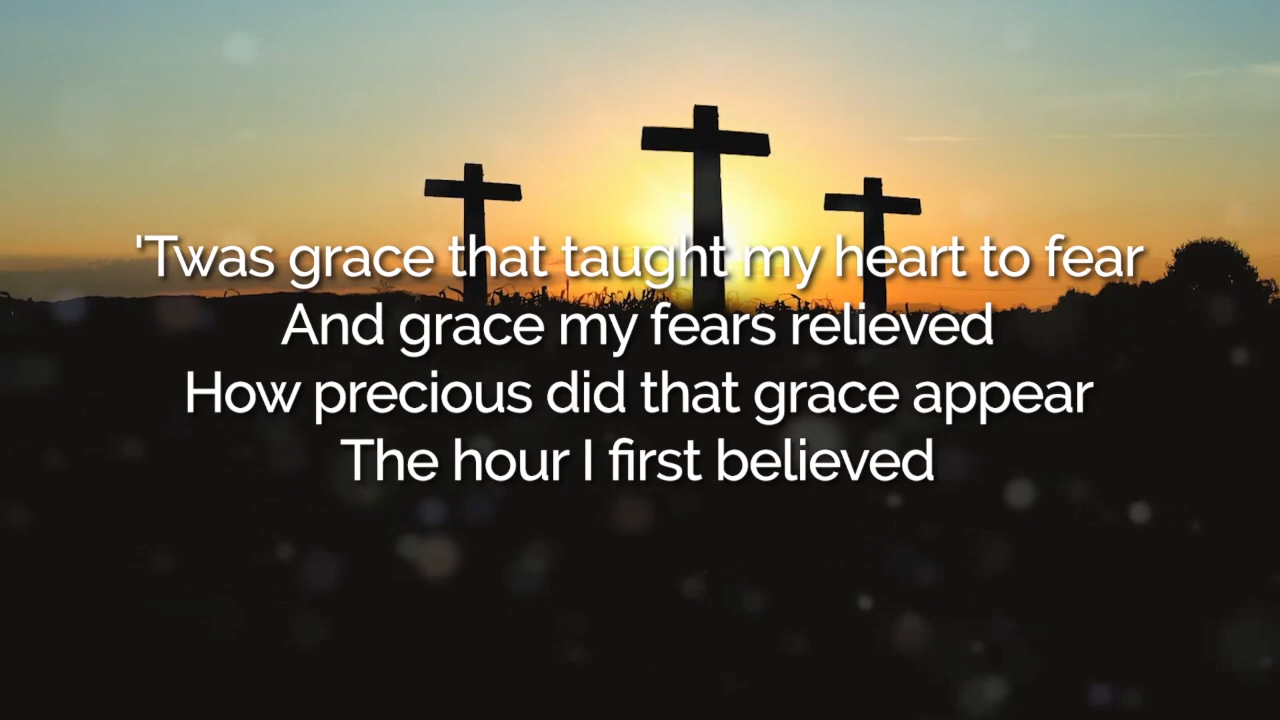 'Twas grace that taught my heart to fear
And grace my fears relieved
How precious did that grace appear
The hour I first believed